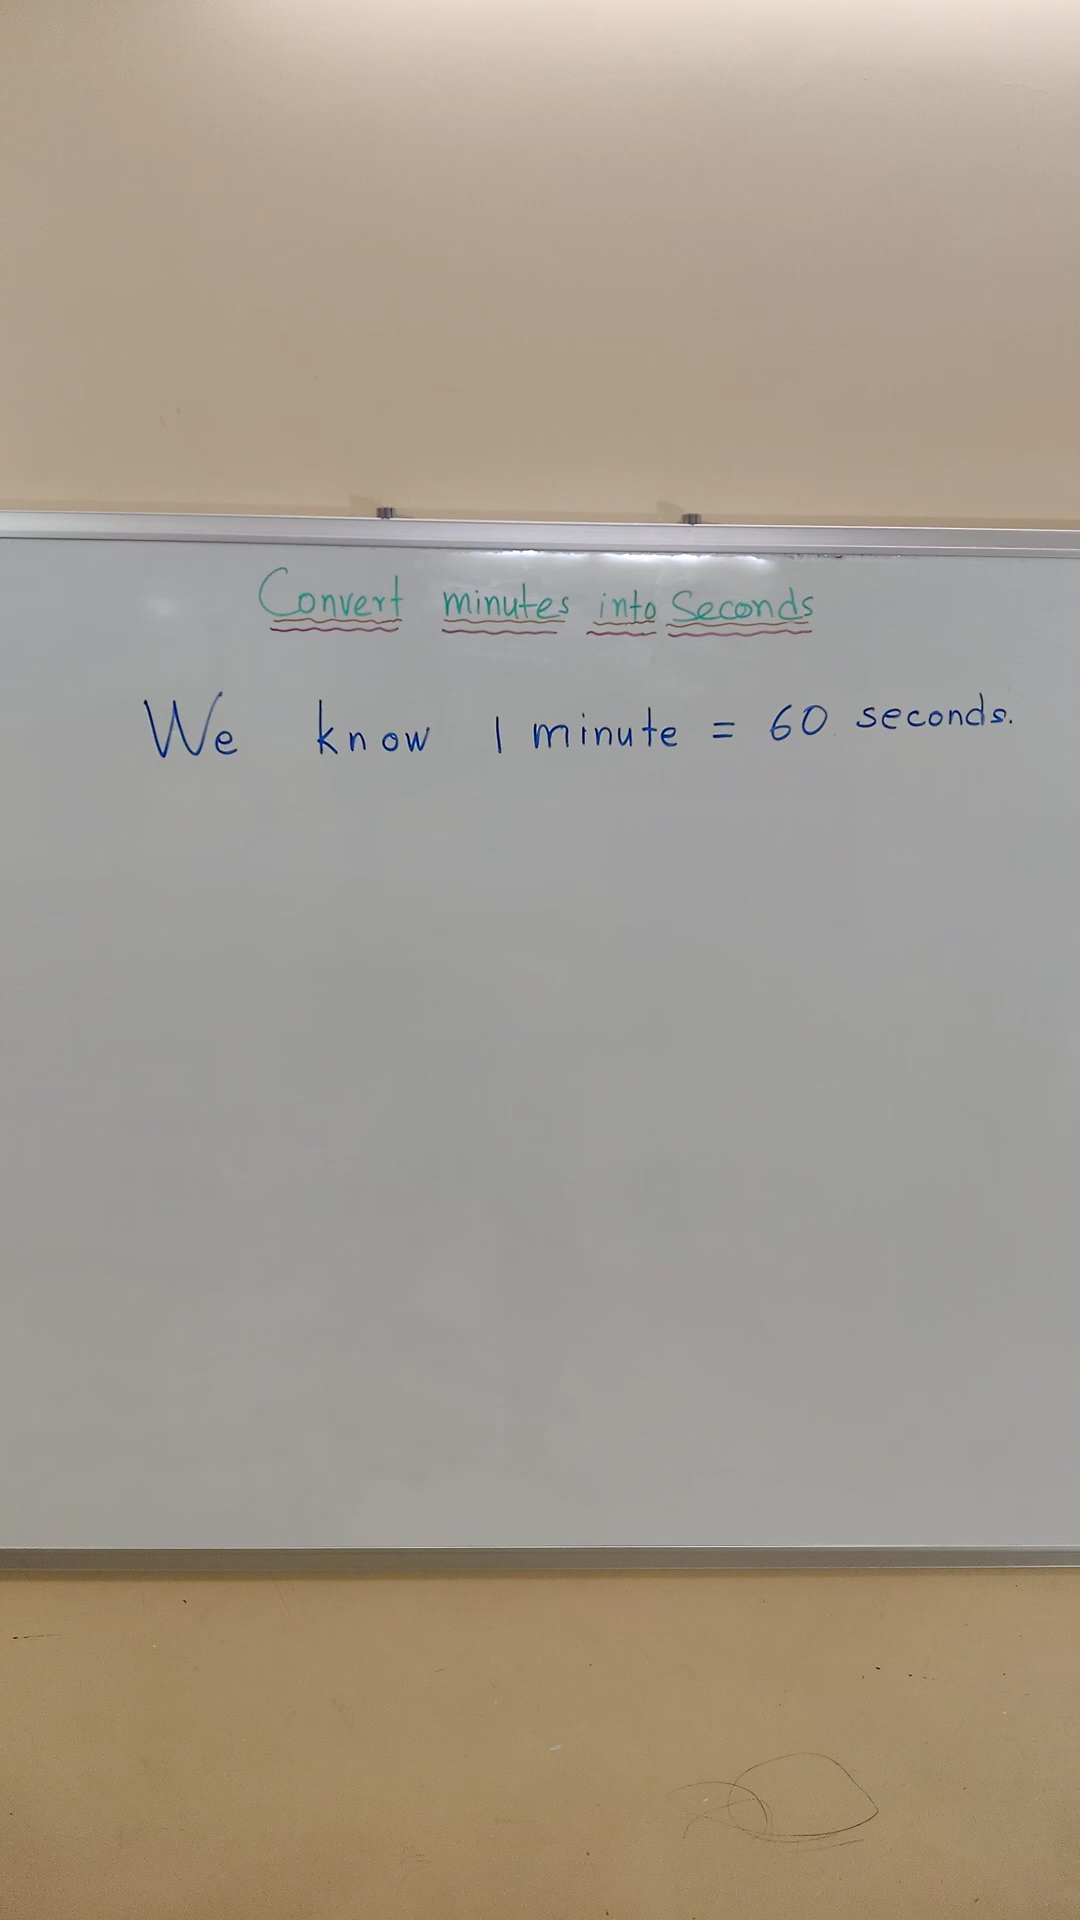 Convert minutes into Seconds
We know 1 minute = 60 seconds.